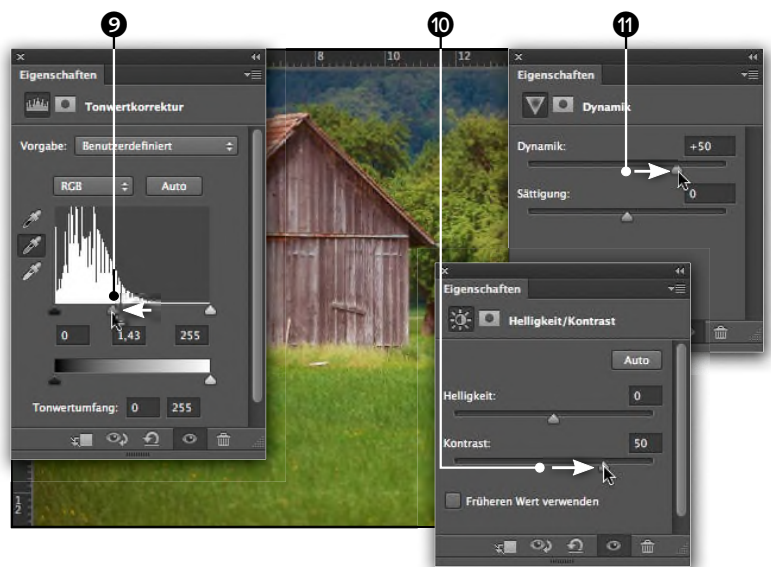 9
10
11
8 10 12
Eigenschaften
Tonwertkorrektur
Vorgabe: Benutzerdefiniert
RGB Auto
0 1,43 255
Tonwertumfang: 0 255
Eigenschaften
Dynamik
Dynamik: +50
Sättigung: 0
Eigenschaften
Helligkeit/Kontrast
Auto
Helligkeit: 0
Kontrast: 50
Früheren Wert verwenden
1
2